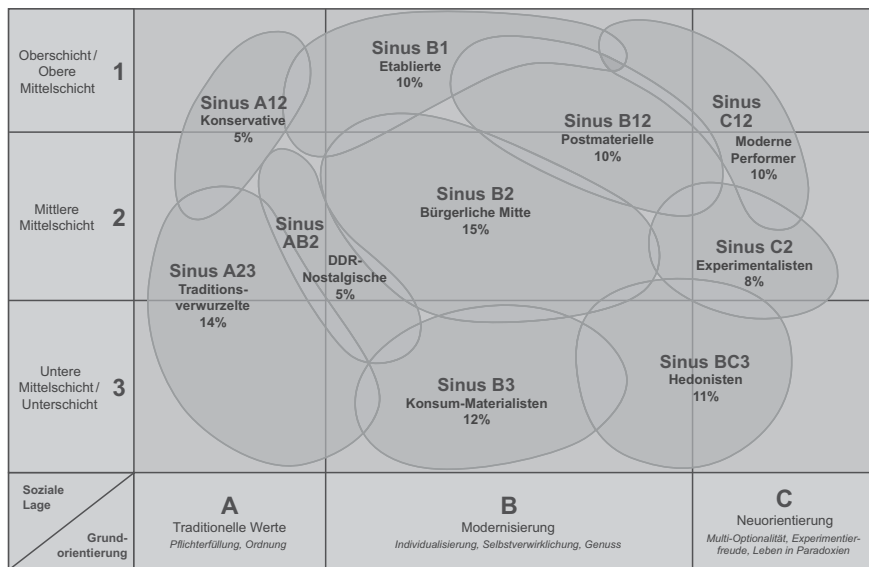 Oberschicht /
Obere
Mittelschicht
1
Sinus B1
Etablierte
10%
Sinus A12
Konservative
5%
Sinus B12
Postmaterielle
10%
Sinus
C12
Moderne
Performer
10%
Mittlere
Mittelschicht
2
Sinus
AB2
DDR-
Nostalgische
5%
Sinus B2
Bürgerliche Mitte
15%
Sinus C2
Experimentalisten
8%
Sinus A23
Traditions-
verwurzelte
14%
Untere
Mittelschicht /
Unterschicht
3
Sinus B3
Konsum-Materialisten
12%
Sinus BC3
Hedonisten
11%
Soziale
Lage
Grund-
orientierung
A
Traditionelle Werte
Pflichterfüllung, Ordnung
B
Modernisierung
Individualisierung, Selbstverwirklichung, Genuss
C
Neuorientierung
Multi-Optionalität, Experimentier-
freude, Leben in Paradoxien